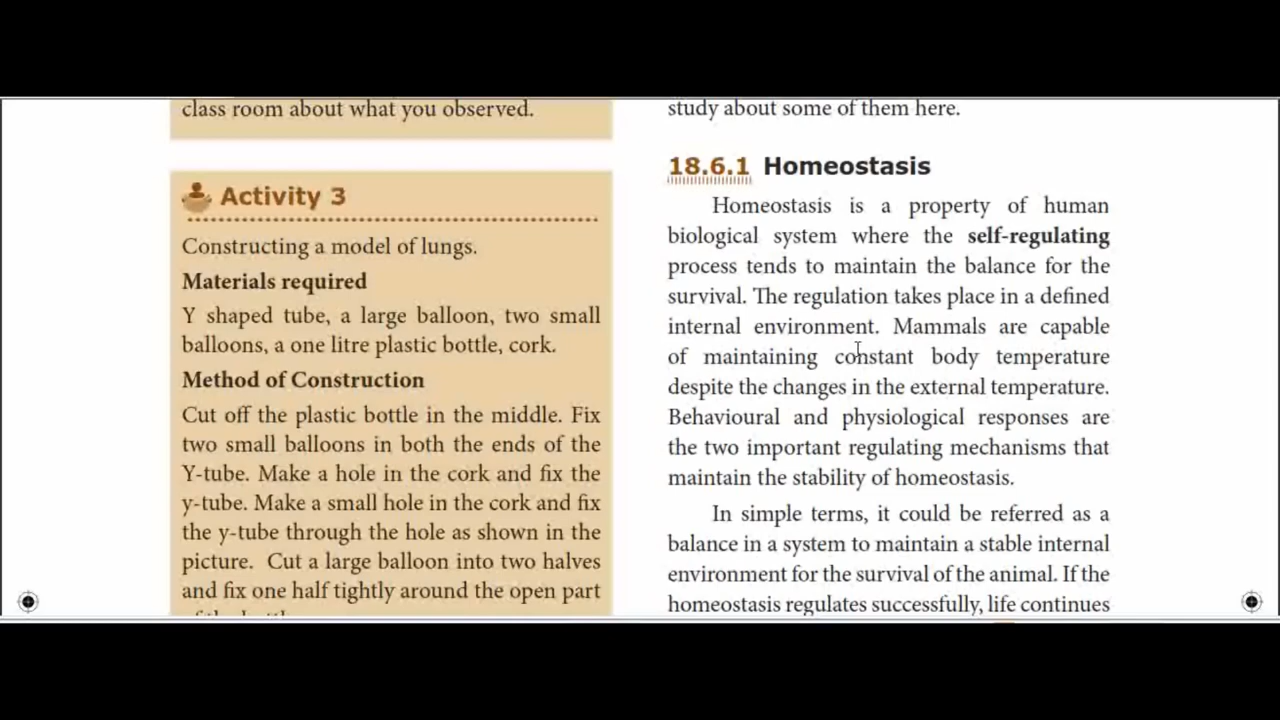 class room about what you observed.
Activity 3
Constructing a model of lungs.
Materials required
Y shaped tube, a large balloon, two small
balloons, a one litre plastic bottle, cork.
Method of Construction
Cut off the plastic bottle in the middle. Fix
two small balloons in both the ends of the
Y-tube. Make a hole in the cork and fix the
y-tube. Make a small hole in the cork and fix
the y-tube through the hole as shown in the
picture. Cut a large balloon into two halves
and fix one half tightly around the open part
study about some of them here.
18.6.1 Homeostasis
Homeostasis is a property of human
biological system where the self-regulating
process tends to maintain the balance for the
survival. The regulation takes place in a defined
internal environment. Mammals are capable
of maintaining constant body temperature
despite the changes in the external temperature.
Behavioural and physiological responses are
the two important regulating mechanisms that
maintain the stability of homeostasis.
In simple terms, it could be referred as a
balance in a system to maintain a stable internal
environment for the survival of the animal. If the
homeostasis regulates successfully, life continues